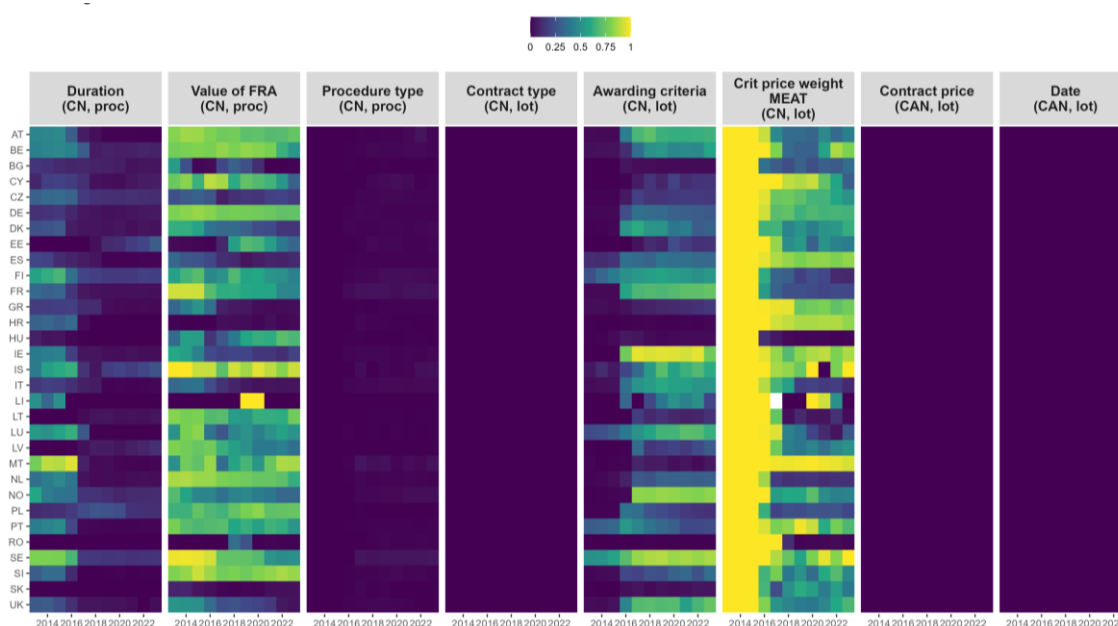 0 0.25 0.5 0.75 1
Duration
(CN, proc)
Value of FRA
(CN, proc)
Procedure type
(CN, proc)
Contract type
(CN, lot)
Awarding criteria
(CN, lot)
Crit price weight
MEAT
(CN, lot)
Contract price
(CAN, lot)
Date
(CAN, lot)
AT
BE
BG
CY
CZ
DE
DK
EE
ES
FI
FR
GR
HR
HU
IE
IS
IT
LI
LT
LU
LV
MT
NL
NO
PL
PT
RO
SE
SI
SK
UK
2014 2016 2018 2020 2022 2014 2016 2018 2020 2022 2014 2016 2018 2020 2022 2014 2016 2018 2020 2022 2014 2016 2018 2020 2022 2014 2016 2018 2020 2022 2014 2016 2018 2020 2022 2014 2016 2018 2020 2022